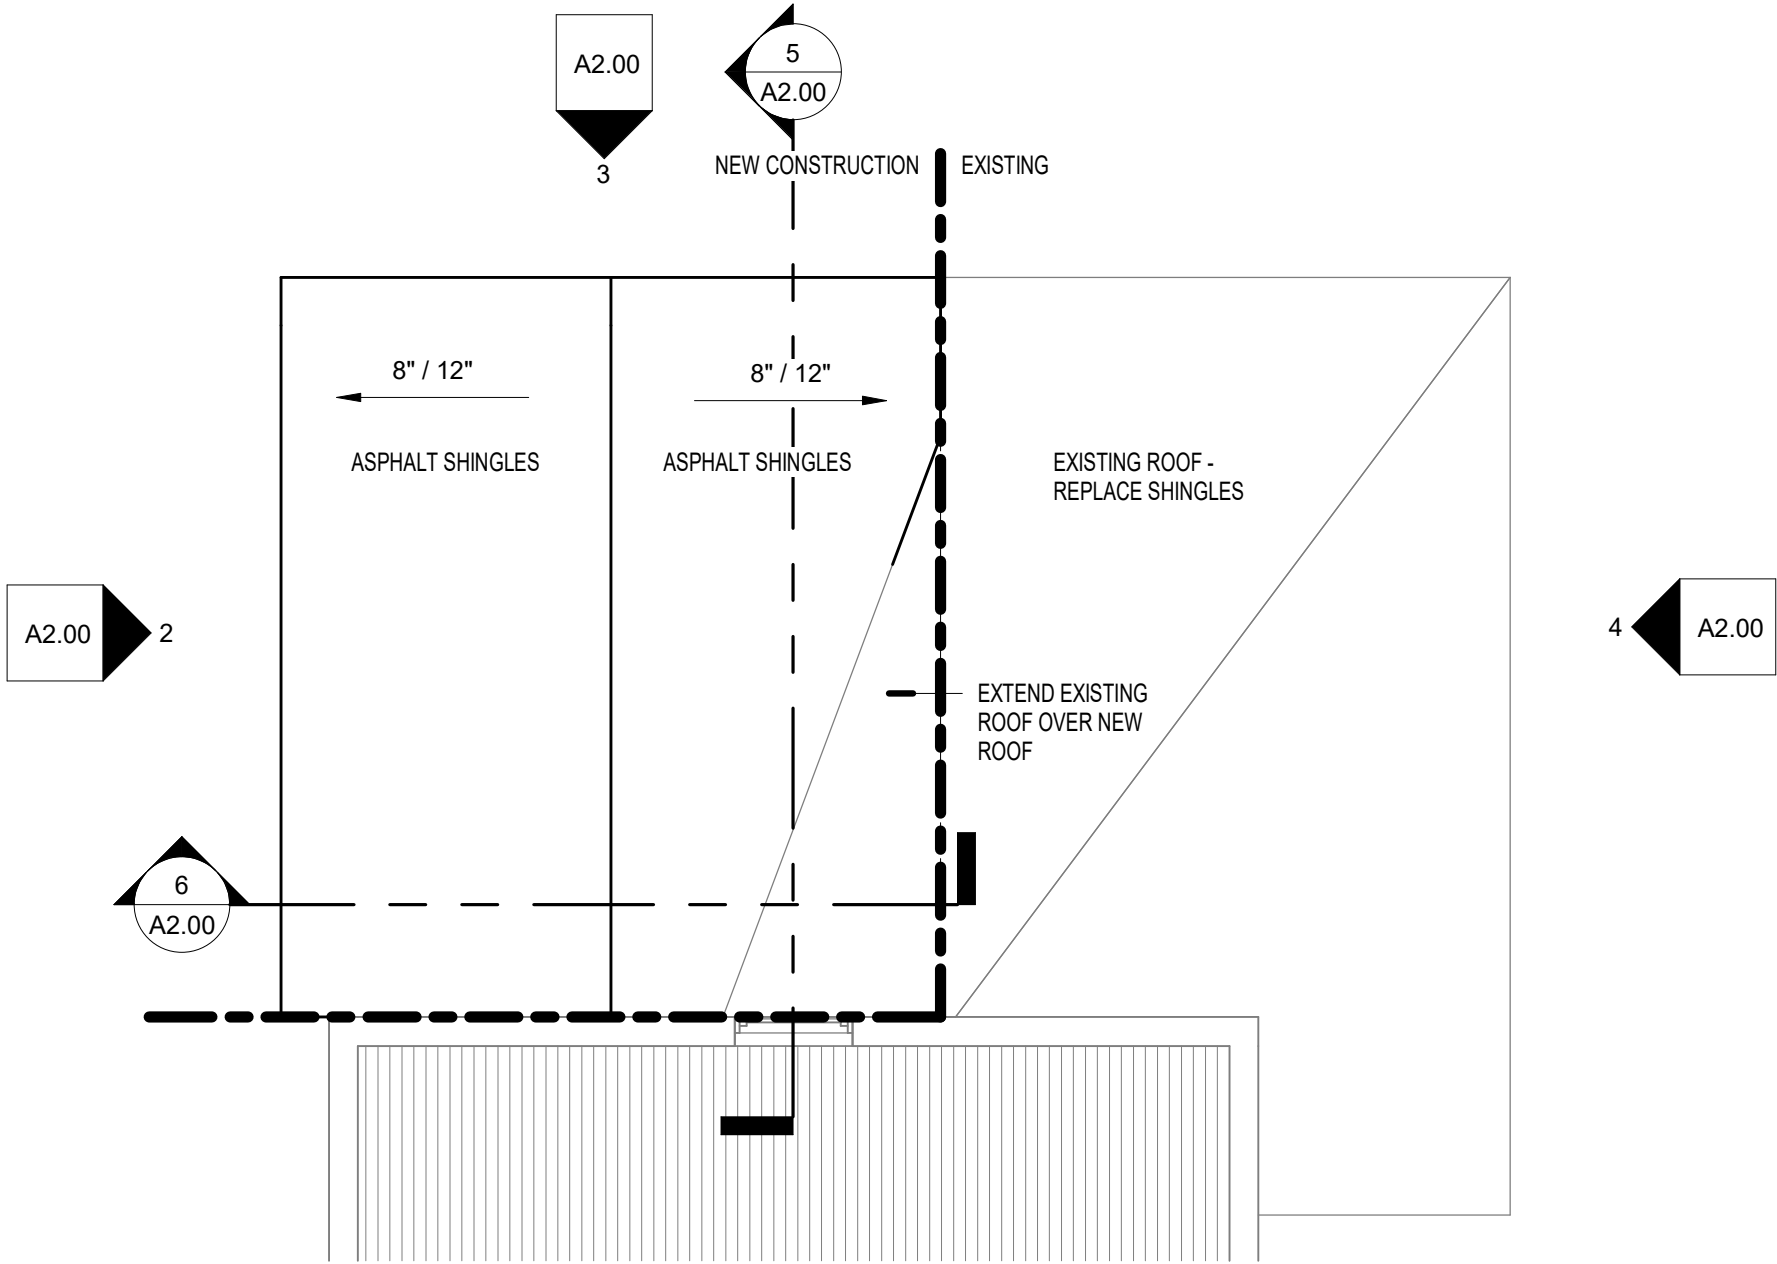 A2.00
3
5
A2.00
NEW CONSTRUCTION
EXISTING
8" / 12"
8" / 12"
ASPHALT SHINGLES
ASPHALT SHINGLES
EXISTING ROOF -
REPLACE SHINGLES
A2.00
2
4
A2.00
EXTEND EXISTING
ROOF OVER NEW
ROOF
6
A2.00